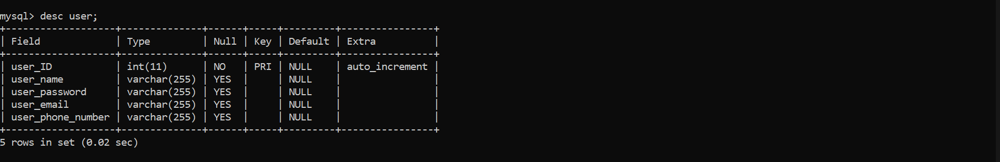 mysql> desc user;
+-------------------+--------------+------+-----+---------+----------------+
| Field             | Type         | Null | Key | Default | Extra          |
+-------------------+--------------+------+-----+---------+----------------+
| user_ID           | int(11)      | NO   | PRI | NULL    | auto_increment |
| user_name         | varchar(255) | YES  |     | NULL    |                |
| user_password     | varchar(255) | YES  |     | NULL    |                |
| user_email        | varchar(255) | YES  |     | NULL    |                |
| user_phone_number | varchar(255) | YES  |     | NULL    |                |
+-------------------+--------------+------+-----+---------+----------------+
5 rows in set (0.02 sec)